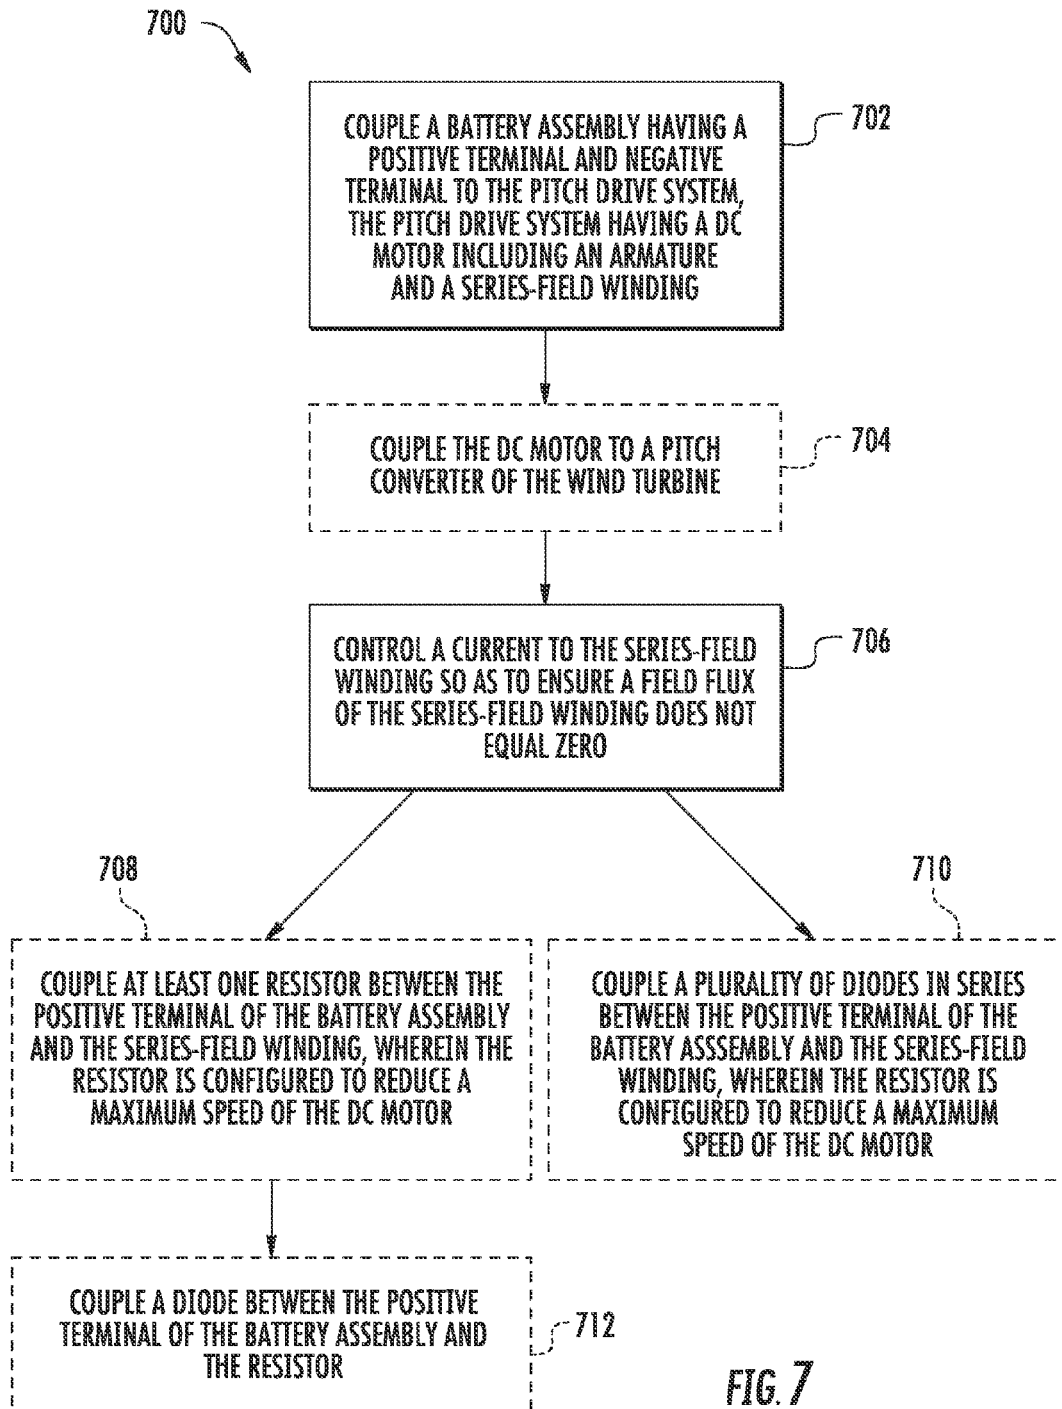 700
702
COUPLE A BATTERY ASSEMBLY HAVING A
POSITIVE TERMINAL AND NEGATIVE
TERMINAL TO THE PITCH DRIVE SYSTEM,
THE PITCH DRIVE SYSTEM HAVING A DC
MOTOR INCLUDING AN ARMATURE
AND A SERIES-FIELD WINDING
704
COUPLE THE DC MOTOR TO A PITCH
CONVERTER OF THE WIND TURBINE
706
CONTROL A CURRENT TO THE SERIES-FIELD
WINDING SO AS TO ENSURE A FIELD FLUX
OF THE SERIES-FIELD WINDING DOES NOT
EQUAL ZERO
708
COUPLE AT LEAST ONE RESISTOR BETWEEN THE
POSITIVE TERMINAL OF THE BATTERY ASSEMBLY
AND THE SERIES-FIELD WINDING, WHEREIN THE
RESISTOR IS CONFIGURED TO REDUCE A
MAXIMUM SPEED OF THE DC MOTOR
710
COUPLE A PLURALITY OF DIODES IN SERIES
BETWEEN THE POSITIVE TERMINAL OF THE
BATTERY ASSSEMBLY AND THE SERIES-FIELD
WINDING, WHEREIN THE RESISTOR IS
CONFIGURED TO REDUCE A MAXIMUM
SPEED OF THE DC MOTOR
COUPLE A DIODE BETWEEN THE POSITIVE
TERMINAL OF THE BATTERY ASSEMBLY AND
THE RESISTOR
712
FIG. 7